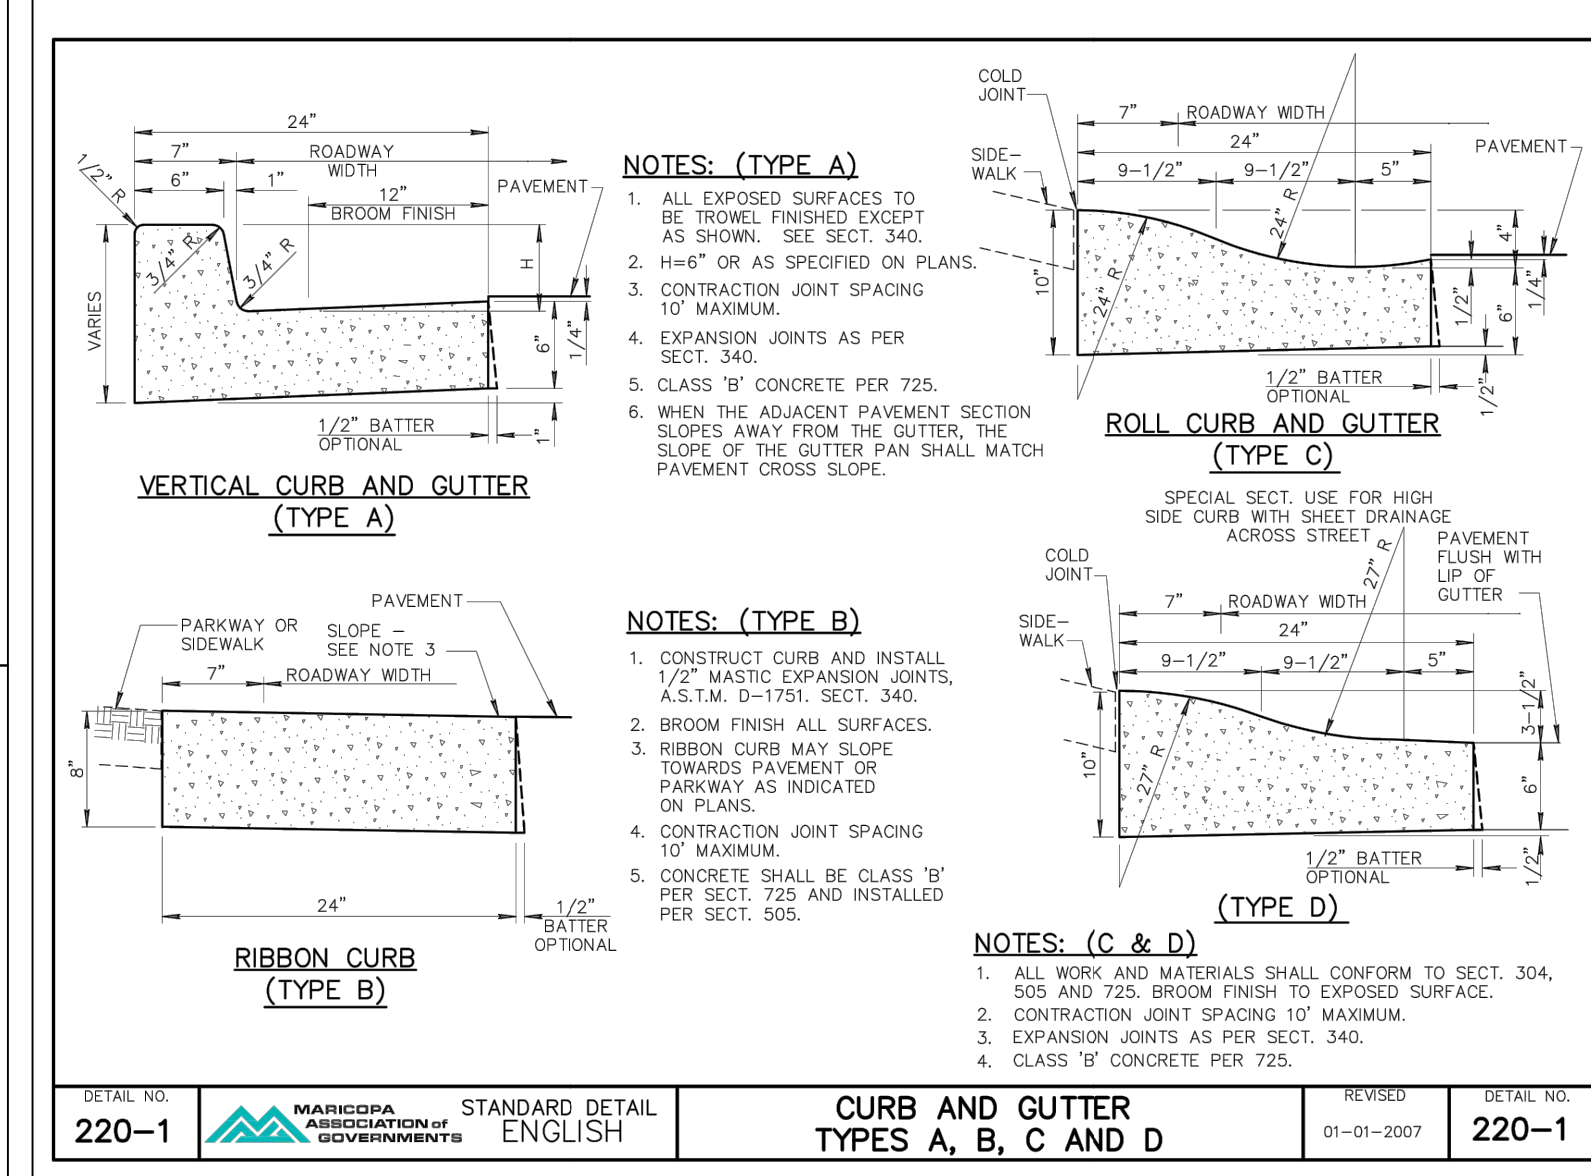 24”
7”
ROADWAY
WIDTH
6”
1”
12”
BROOM FINISH
PAVEMENT
1/2” R
3/4” R
3/4” R
H
VARIES
6”
1/4”
1/2” BATTER
OPTIONAL
1”
VERTICAL CURB AND GUTTER
(TYPE A)
NOTES: (TYPE A)
1. ALL EXPOSED SURFACES TO
BE TROWEL FINISHED EXCEPT
AS SHOWN. SEE SECT. 340.
2. H=6” OR AS SPECIFIED ON PLANS.
3. CONTRACTION JOINT SPACING
10’ MAXIMUM.
4. EXPANSION JOINTS AS PER
SECT. 340.
5. CLASS 'B' CONCRETE PER 725.
6. WHEN THE ADJACENT PAVEMENT SECTION
SLOPES AWAY FROM THE GUTTER, THE
SLOPE OF THE GUTTER PAN SHALL MATCH
PAVEMENT CROSS SLOPE.
COLD
JOINT
7”
ROADWAY WIDTH
24”
SIDE-
WALK
9-1/2”
9-1/2”
5”
PAVEMENT
24” R
24” R
10”
4”
1/2”
6”
1/4”
1/2” BATTER
OPTIONAL
1/2”
ROLL CURB AND GUTTER
(TYPE C)
PAVEMENT
PARKWAY OR
SIDEWALK
SLOPE -
SEE NOTE 3
7”
ROADWAY WIDTH
8”
24”
1/2”
BATTER
OPTIONAL
RIBBON CURB
(TYPE B)
NOTES: (TYPE B)
1. CONSTRUCT CURB AND INSTALL
1/2” MASTIC EXPANSION JOINTS,
A.S.T.M. D-1751. SECT. 340.
2. BROOM FINISH ALL SURFACES.
3. RIBBON CURB MAY SLOPE
TOWARDS PAVEMENT OR
PARKWAY AS INDICATED
ON PLANS.
4. CONTRACTION JOINT SPACING
10’ MAXIMUM.
5. CONCRETE SHALL BE CLASS 'B'
PER SECT. 725 AND INSTALLED
PER SECT. 505.
SPECIAL SECT. USE FOR HIGH
SIDE CURB WITH SHEET DRAINAGE
ACROSS STREET
COLD
JOINT
PAVEMENT
FLUSH WITH
LIP OF
GUTTER
27” R
7”
ROADWAY WIDTH
SIDE-
WALK
24”
9-1/2”
9-1/2”
5”
3-1/2”
10”
27” R
6”
1/2” BATTER
OPTIONAL
1/2”
(TYPE D)
NOTES: (C & D)
1. ALL WORK AND MATERIALS SHALL CONFORM TO SECT. 304,
505 AND 725. BROOM FINISH TO EXPOSED SURFACE.
2. CONTRACTION JOINT SPACING 10’ MAXIMUM.
3. EXPANSION JOINTS AS PER SECT. 340.
4. CLASS 'B' CONCRETE PER 725.
DETAIL NO.
220-1
MARICOPA
ASSOCIATION of
GOVERNMENTS
STANDARD DETAIL
ENGLISH
CURB AND GUTTER
TYPES A, B, C AND D
REVISED
01-01-2007
DETAIL NO.
220-1